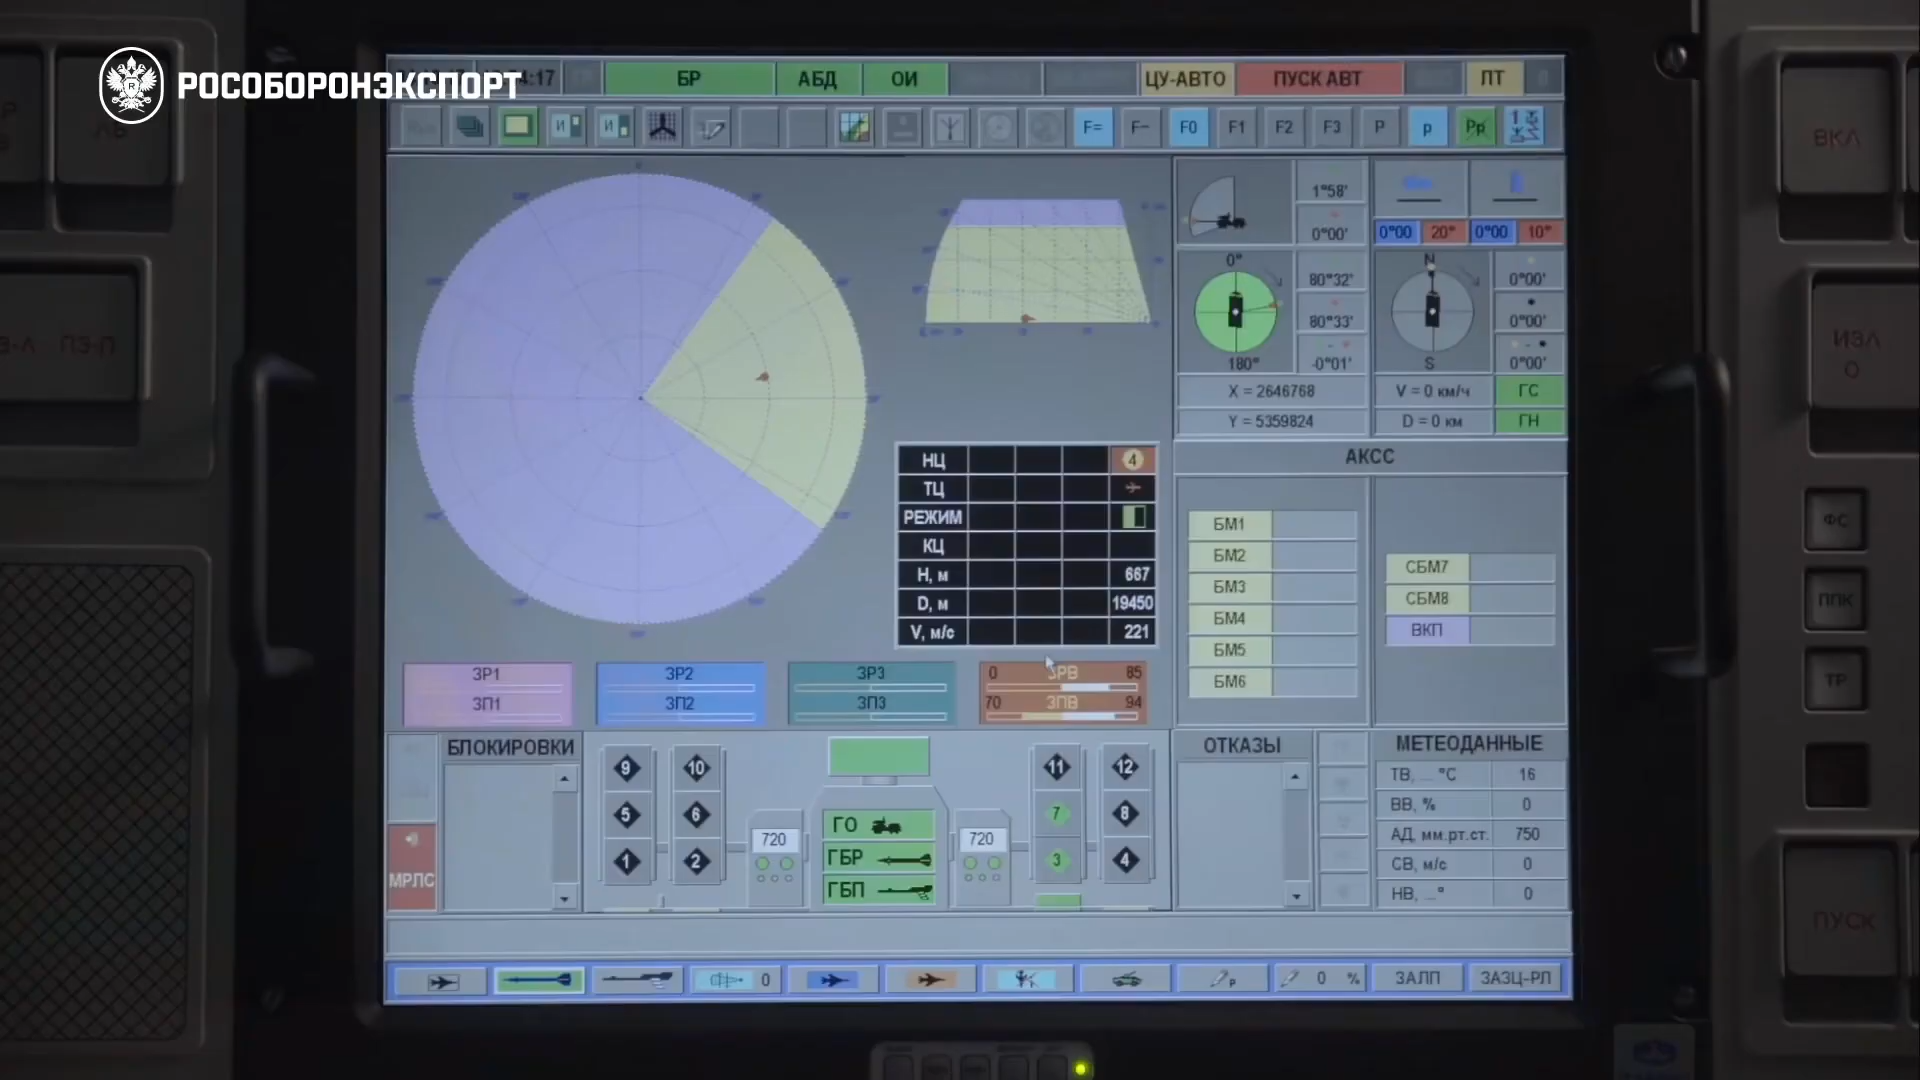 РОСОБОРОНЭКСПОРТ
БР АБД ОИ ЦУ-АВТО ПУСК АВТ ПТ
F= F− F0 F1 F2 F3 P p Pp
1°58'
0°00'
0°00 20° 0°00 10°
0° 80°32' N 0°00'
80°33' 0°00'
180° -0°01' S 0°00'
X = 2646768 V = 0 км/ч ГС
Y = 5359824 D = 0 км ГН
НЦ 4
ТЦ
РЕЖИМ
КЦ
Н, м 667
D, м 19450
V, м/с 221
АКСС
БМ1
БМ2
БМ3
БМ4
БМ5
БМ6
СБМ7
СБМ8
ВКП
ЗР1 ЗР2 ЗР3 0 ЗРВ 85
ЗП1 ЗП2 ЗП3 70 ЗПВ 94
БЛОКИРОВКИ
МРЛС
9 10 11 12
5 6 7 8
1 2 3 4
720 720
ГО
ГБР
ГБП
ОТКАЗЫ
МЕТЕОДАННЫЕ
ТВ, ... °С 16
ВВ, % 0
АД, мм.рт.ст. 750
СВ, м/с 0
НВ, ...° 0
0 0 % ЗАЛП ЗАЗЦ-РЛ
ПЗ-П
ВКЛ
ИЗЛ
О
ФС
ППК
ТР
ПУСК